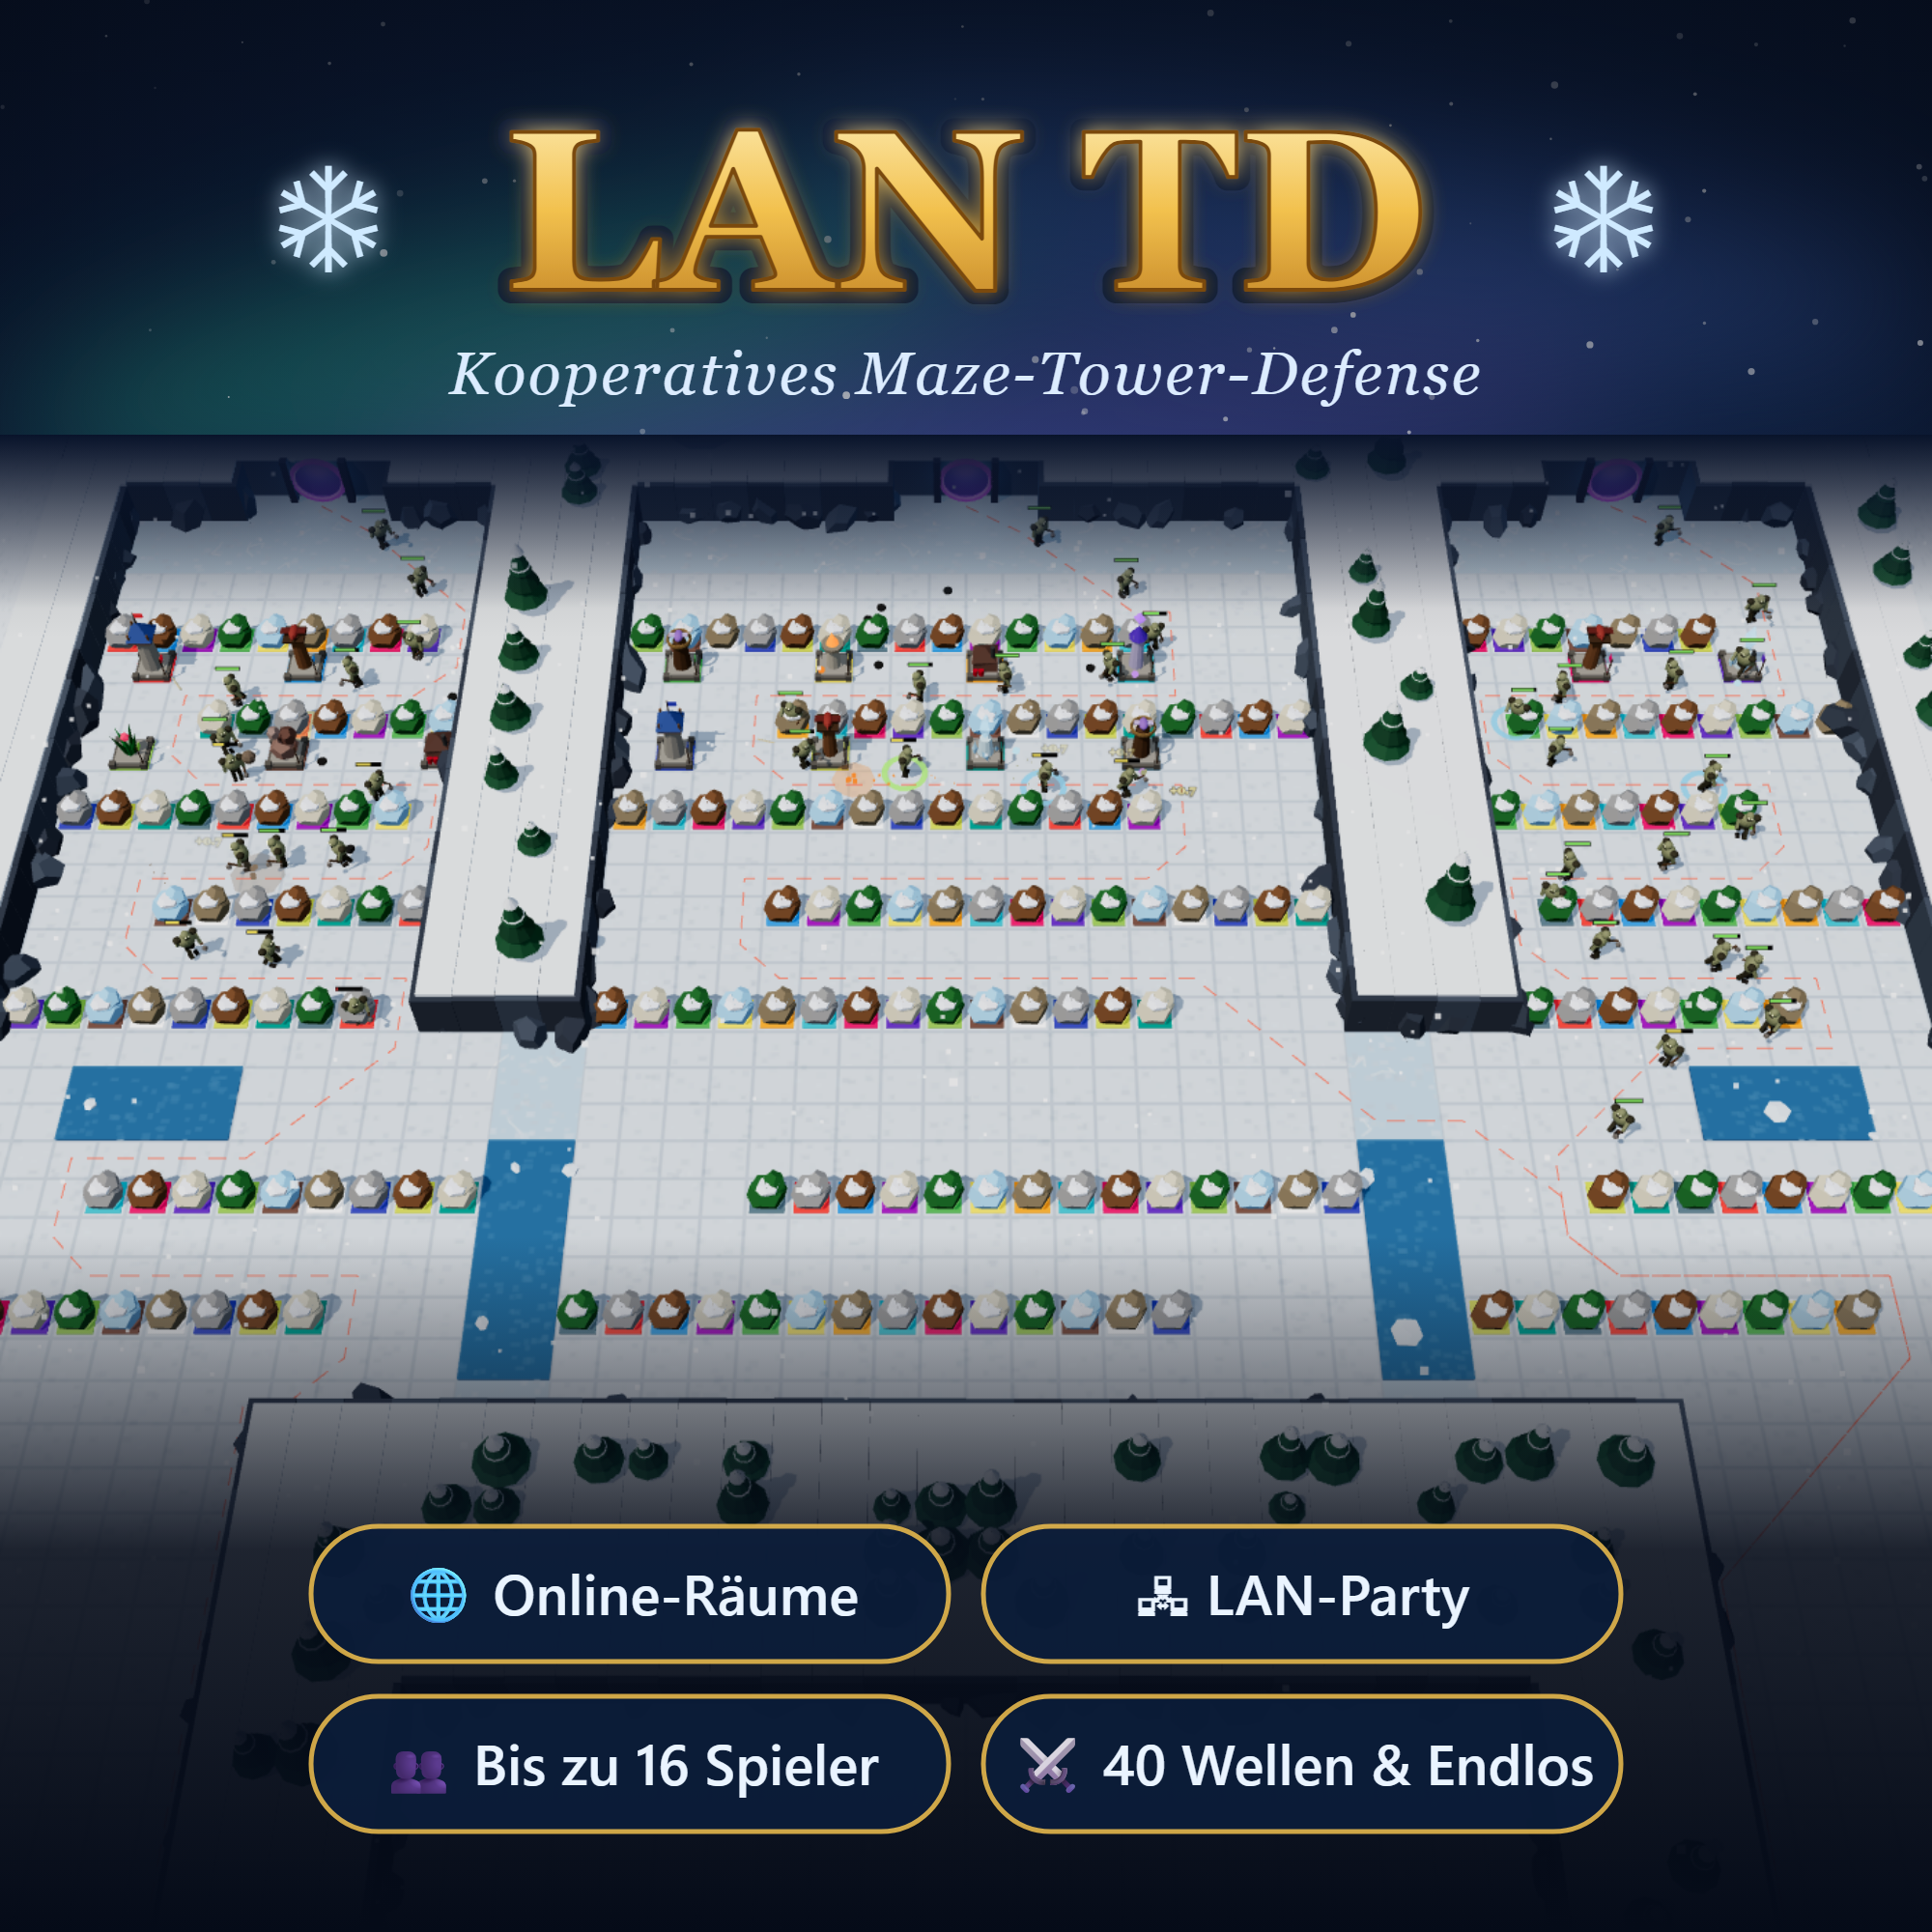 LAN TD
Kooperatives Maze-Tower-Defense
Online-Räume
LAN-Party
Bis zu 16 Spieler
40 Wellen & Endlos